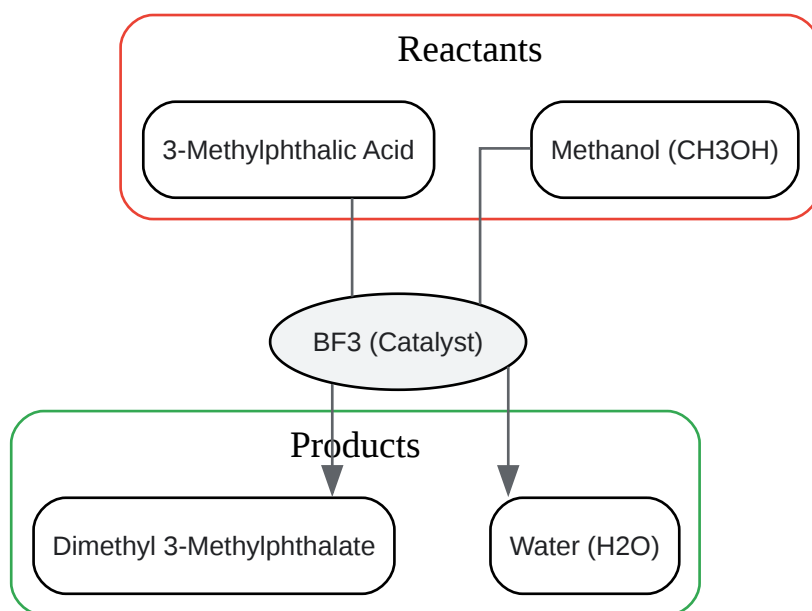 Reactants
3-Methylphthalic Acid
Methanol (CH3OH)
BF3 (Catalyst)
Products
Dimethyl 3-Methylphthalate
Water (H2O)